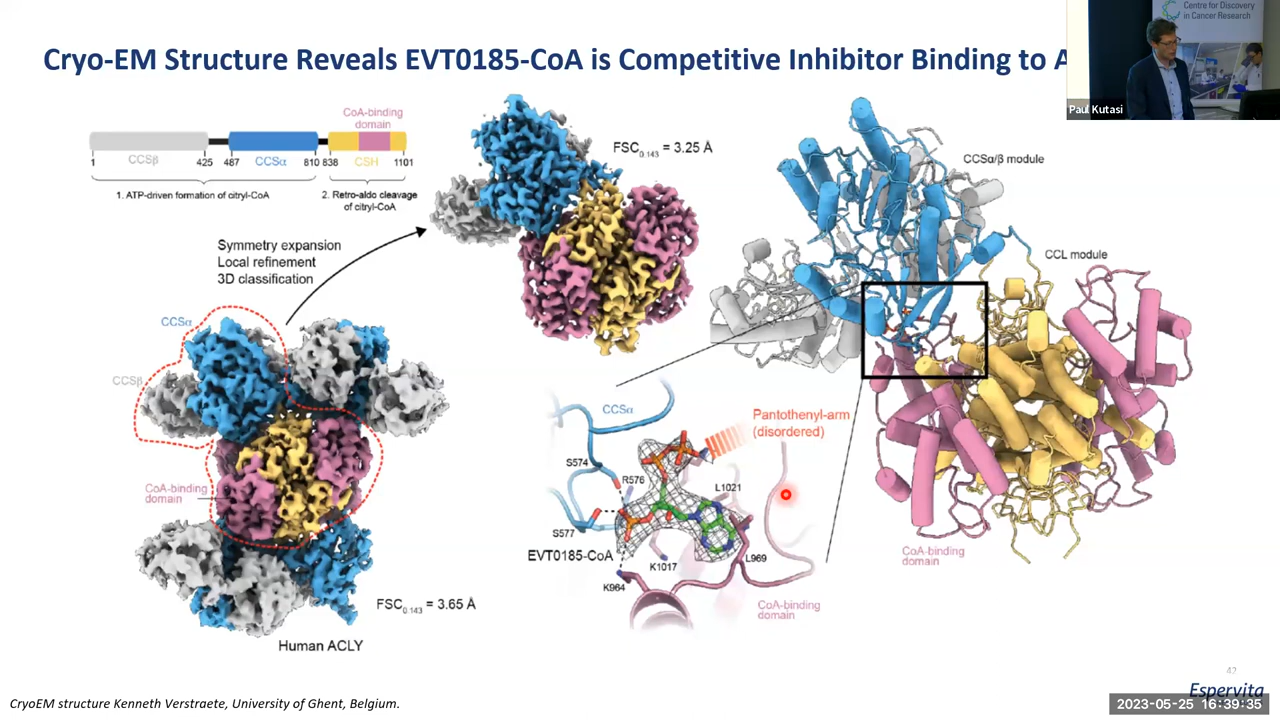 Cryo-EM Structure Reveals EVT0185-CoA is Competitive Inhibitor Binding to A
Centre for Discovery
in Cancer Research
Paul Kutasi
CoA-binding
domain
CCSβ
CCSα
CSH
1
425
487
810
838
1101
1. ATP-driven formation of citryl-CoA
2. Retro-aldo cleavage
of citryl-CoA
FSC0.143 = 3.25 Å
CCSα/β module
CCL module
Symmetry expansion
Local refinement
3D classification
CCSα
CCSβ
CoA-binding
domain
FSC0.143 = 3.65 Å
Human ACLY
CCSα
Pantothenyl-arm
(disordered)
S574
R576
L1021
S577
EVT0185-CoA
K1017
L969
K964
CoA-binding
domain
CoA-binding
domain
42
Espervita
CryoEM structure Kenneth Verstraete, University of Ghent, Belgium.
2023-05-25 16:39:35